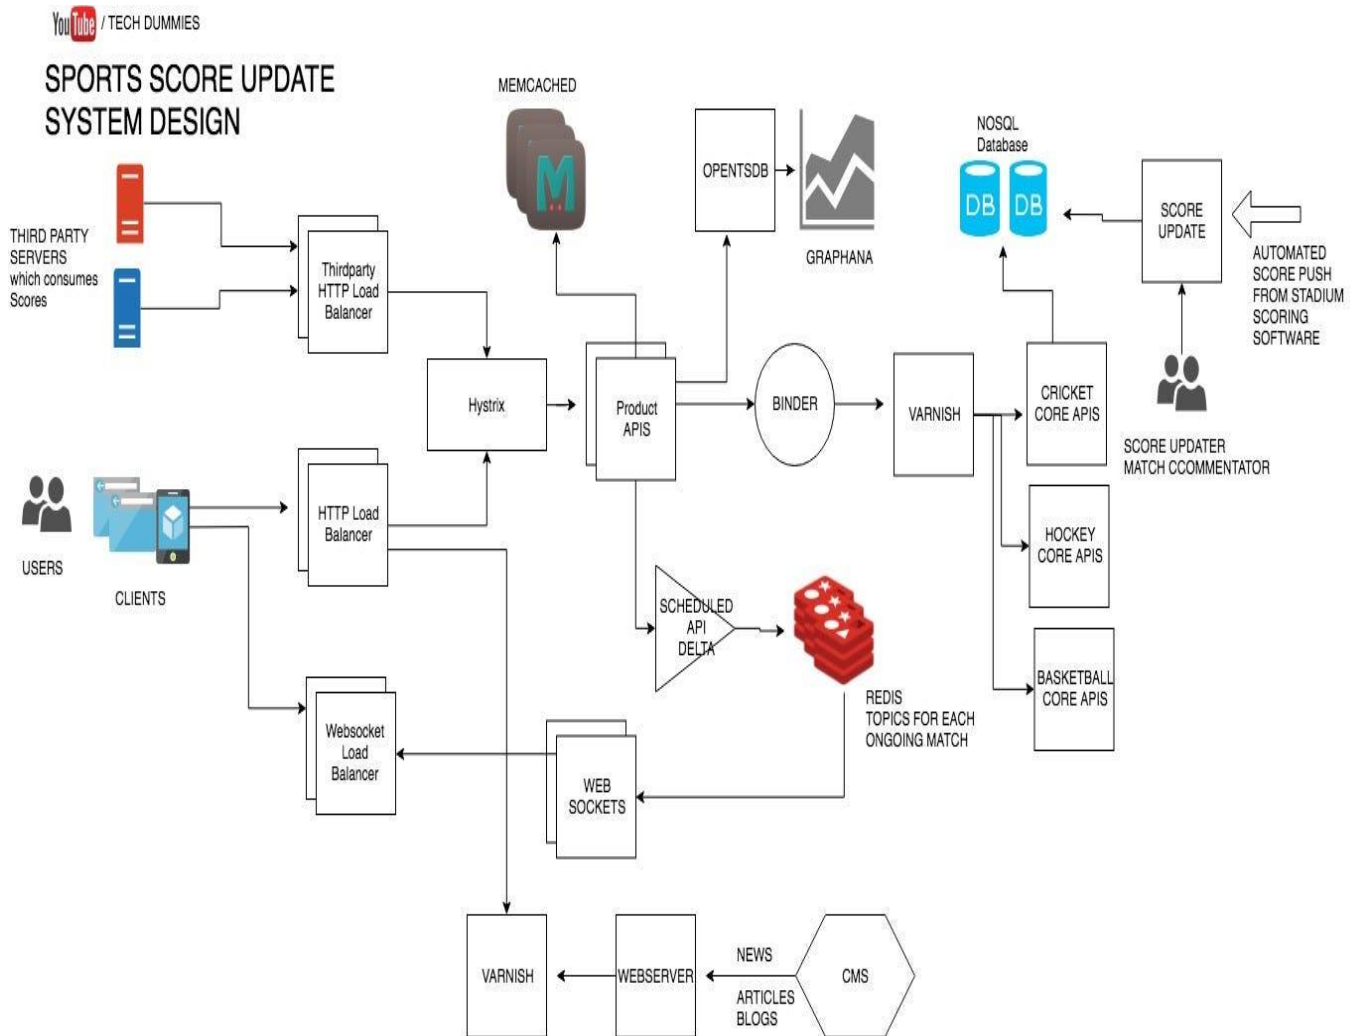 YouTube / TECH DUMMIES
SPORTS SCORE UPDATE
SYSTEM DESIGN
MEMCACHED
M
OPENTSDB
GRAPHANA
NOSQL
Database
DB DB
SCORE
UPDATE
AUTOMATED
SCORE PUSH
FROM STADIUM
SCORING
SOFTWARE
THIRD PARTY
SERVERS
which consumes
Scores
Thirdparty
HTTP Load
Balancer
Hystrix
Product
APIS
BINDER
VARNISH
CRICKET
CORE APIS
SCORE UPDATER
MATCH CCOMMENTATOR
USERS
CLIENTS
HTTP Load
Balancer
HOCKEY
CORE APIS
SCHEDULED
API
DELTA
REDIS
TOPICS FOR EACH
ONGOING MATCH
BASKETBALL
CORE APIS
Websocket
Load
Balancer
WEB
SOCKETS
VARNISH
WEBSERVER
NEWS
ARTICLES
BLOGS
CMS